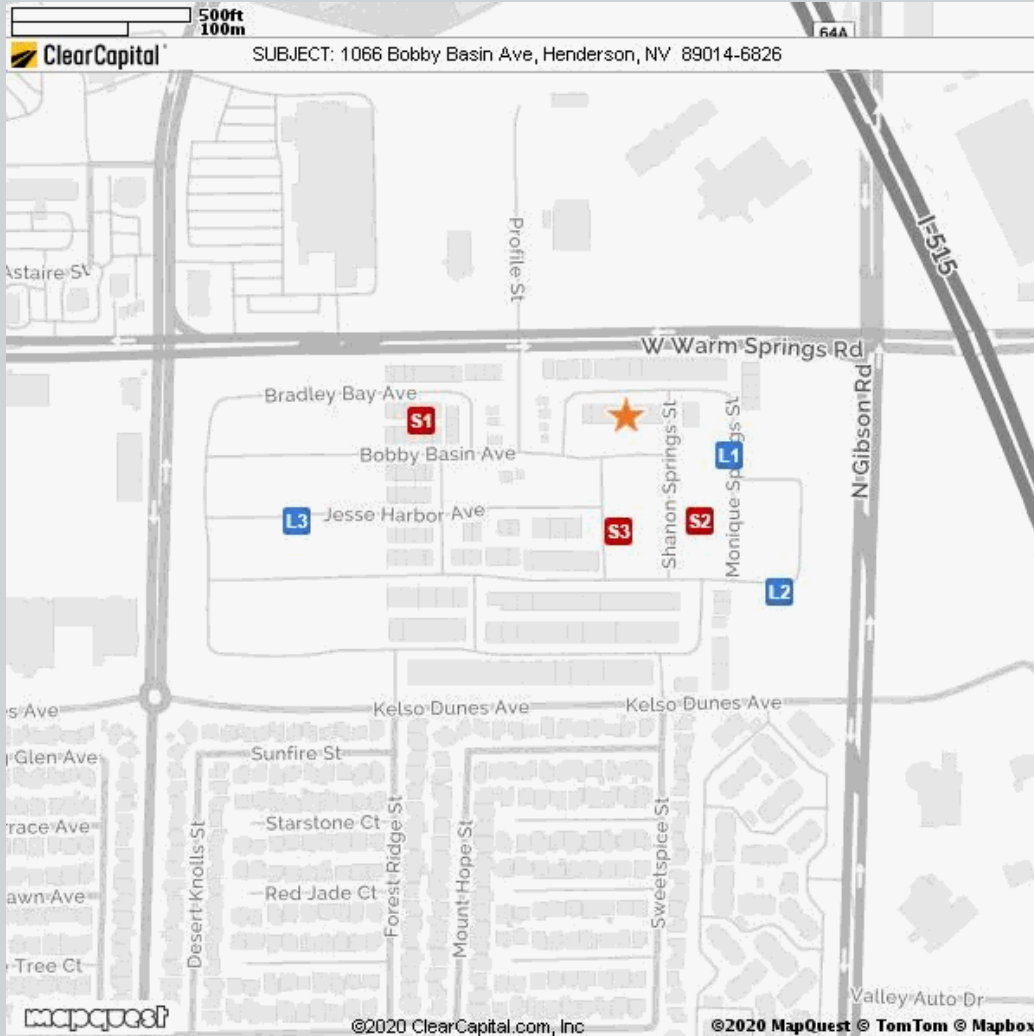 500ft
100m
64A
ClearCapital
SUBJECT: 1066 Bobby Basin Ave, Henderson, NV 89014-6826
Profile St
I-515
Astaire St
W Warm Springs Rd
Bradley Bay Ave
S1
Shanon Springs St
Monique Springs St
N Gibson Rd
Bobby Basin Ave
L1
L3
Jesse Harbor Ave
S3
S2
L2
es Ave
Kelso Dunes Ave
Kelso Dunes Ave
Glen Ave
Sunfire St
Desert Knolls St
Forest Ridge St
Mount Hope St
Sweetspice St
rrace Ave
Starstone Ct
awn Ave
Red Jade Ct
Tree Ct
Valley Auto Dr
mapquest
©2020 ClearCapital.com, Inc
©2020 MapQuest © TomTom © Mapbox